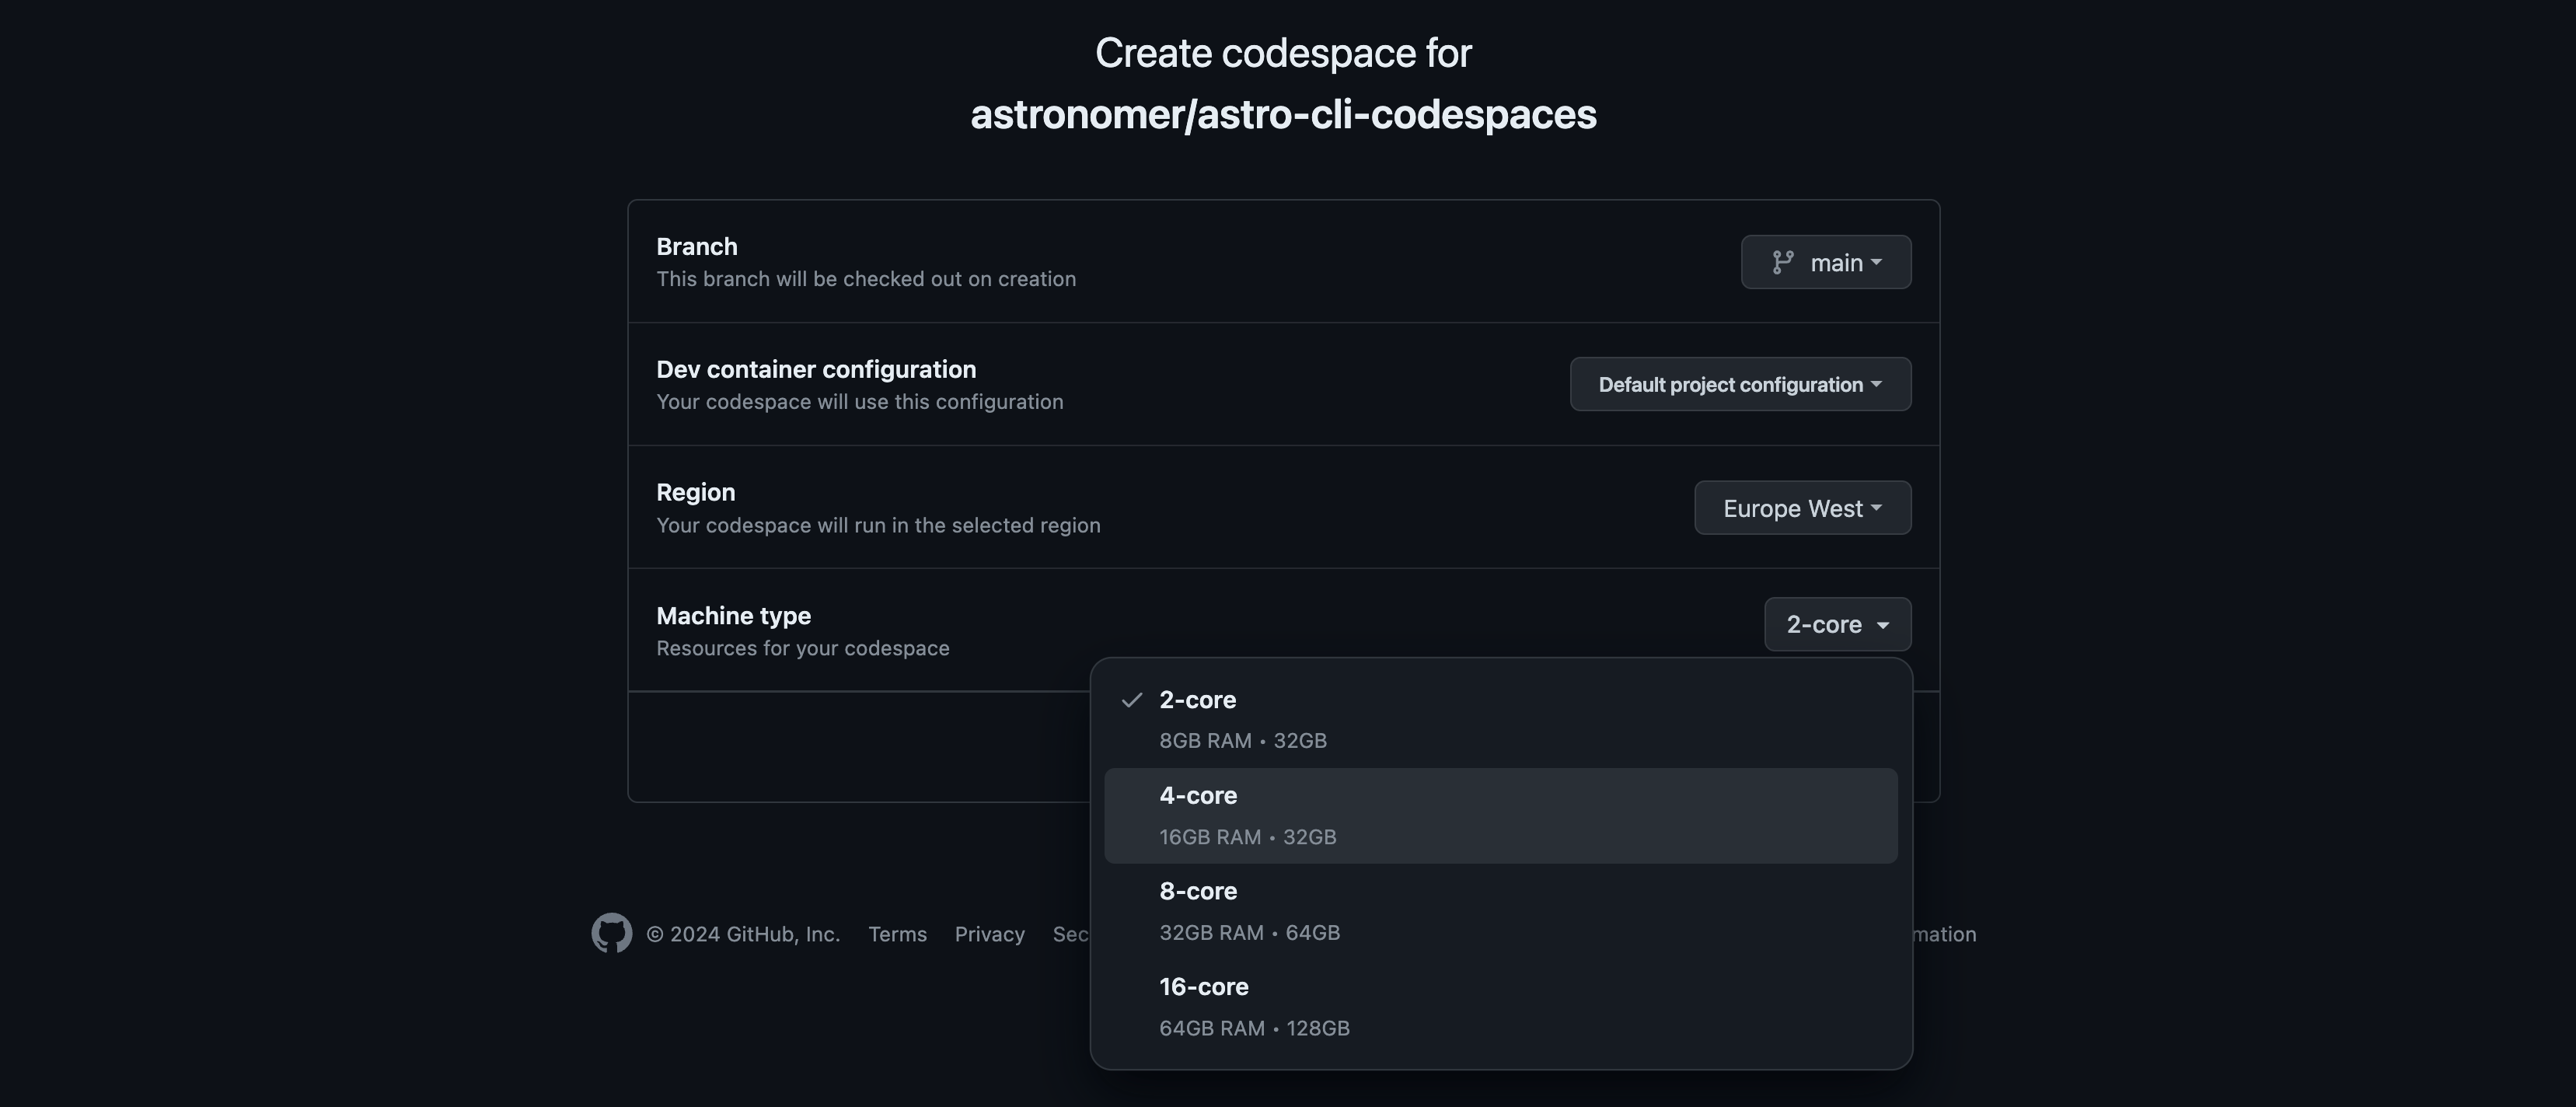 Create codespace for
astronomer/astro-cli-codespaces
Branch
This branch will be checked out on creation
main
Dev container configuration
Your codespace will use this configuration
Default project configuration
Region
Your codespace will run in the selected region
Europe West
Machine type
Resources for your codespace
2-core
2-core
8GB RAM • 32GB
4-core
16GB RAM • 32GB
8-core
32GB RAM • 64GB
16-core
64GB RAM • 128GB
© 2024 GitHub, Inc. Terms Privacy Sec mation